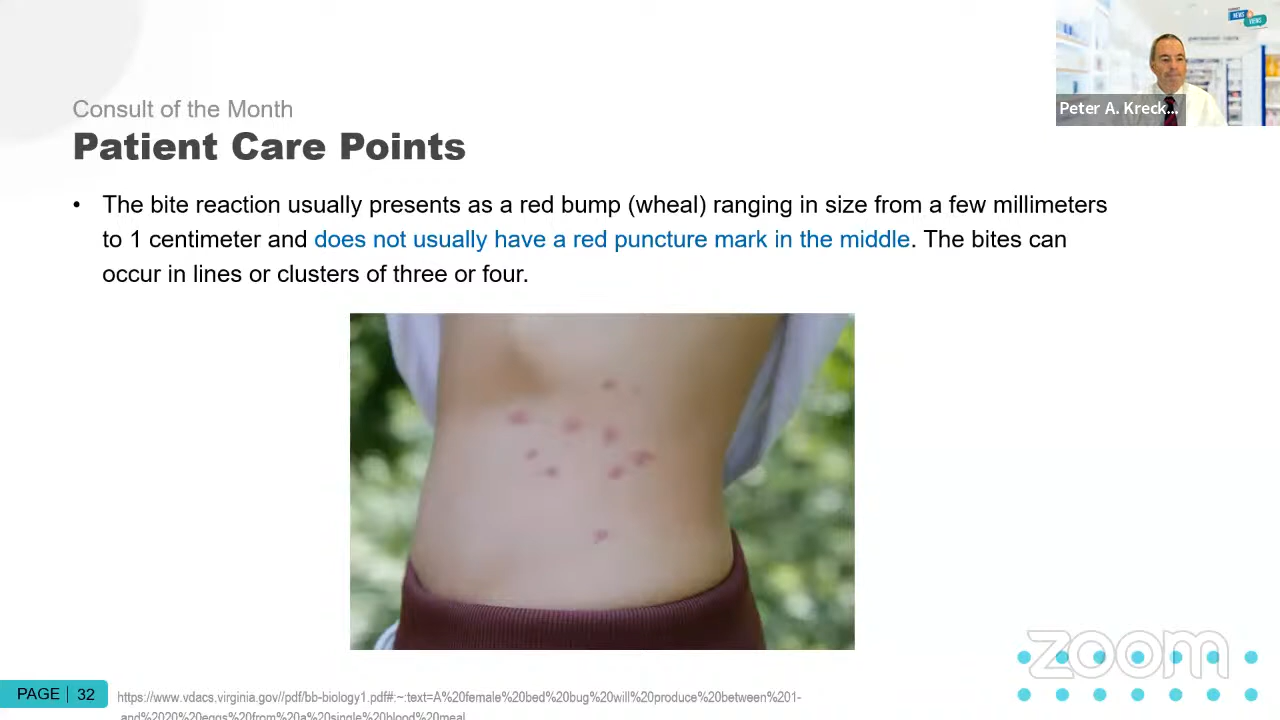 NEWS
VIEWS
Peter A. Kreck...
Consult of the Month
Patient Care Points
• The bite reaction usually presents as a red bump (wheal) ranging in size from a few millimeters
to 1 centimeter and does not usually have a red puncture mark in the middle. The bites can
occur in lines or clusters of three or four.
zoom
PAGE | 32
https://www.vdacs.virginia.gov//pdf/bb-biology1.pdf#:~:text=A%20female%20bed%20bug%20will%20produce%20between%201-
and%2020%20eggs%20from%20a%20single%20blood%20meal